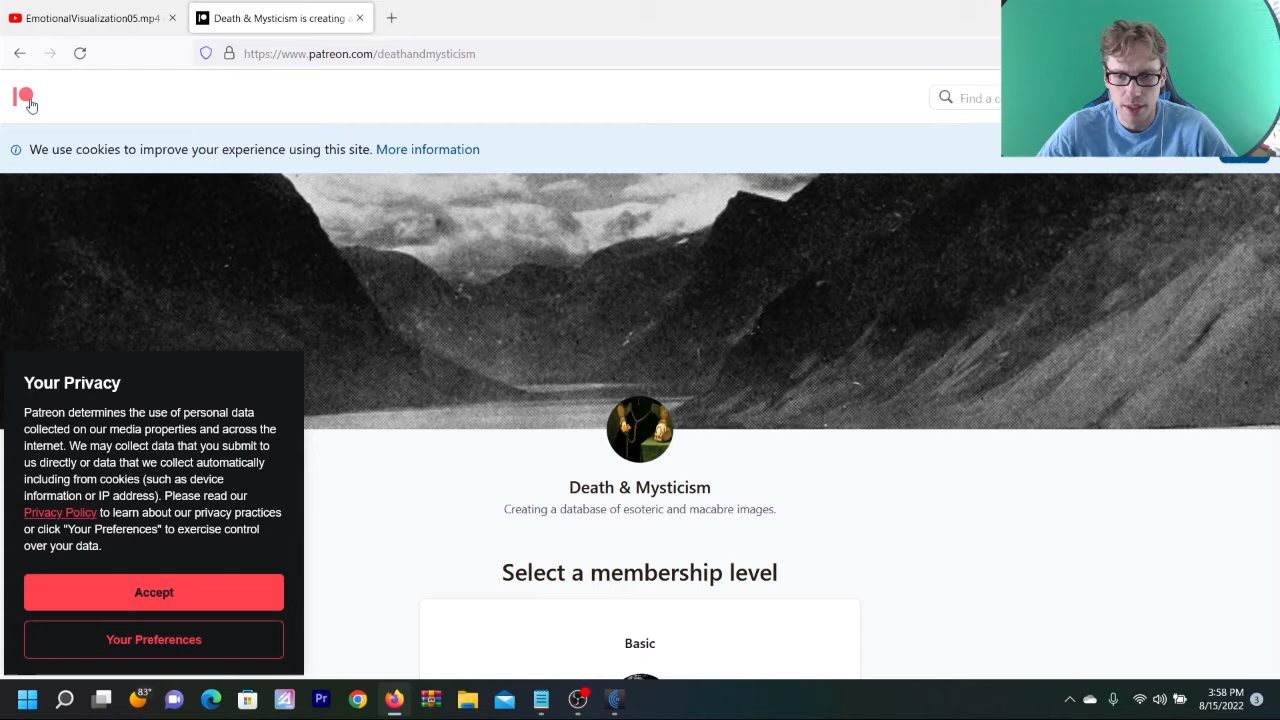 EmotionalVisualization05.mp4
Death & Mysticism is creating a
https://www.patreon.com/deathandmysticism
Find a c
We use cookies to improve your experience using this site. More information
Your Privacy
Patreon determines the use of personal data
collected on our media properties and across the
internet. We may collect data that you submit to
us directly or data that we collect automatically
including from cookies (such as device
information or IP address). Please read our
Privacy Policy to learn about our privacy practices
or click "Your Preferences" to exercise control
over your data.
Accept
Your Preferences
Death & Mysticism
Creating a database of esoteric and macabre images.
Select a membership level
Basic
83°
Pr
3:58 PM
8/15/2022
3